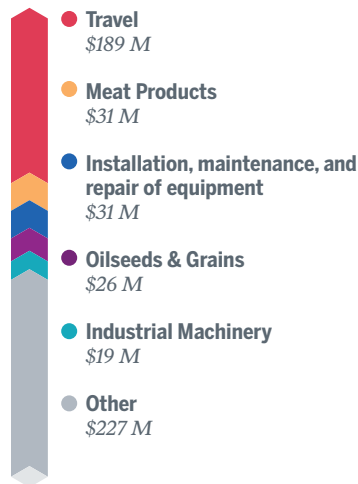 Travel
$189 M
Meat Products
$31 M
Installation, maintenance, and
repair of equipment
$31 M
Oilseeds & Grains
$26 M
Industrial Machinery
$19 M
Other
$227 M